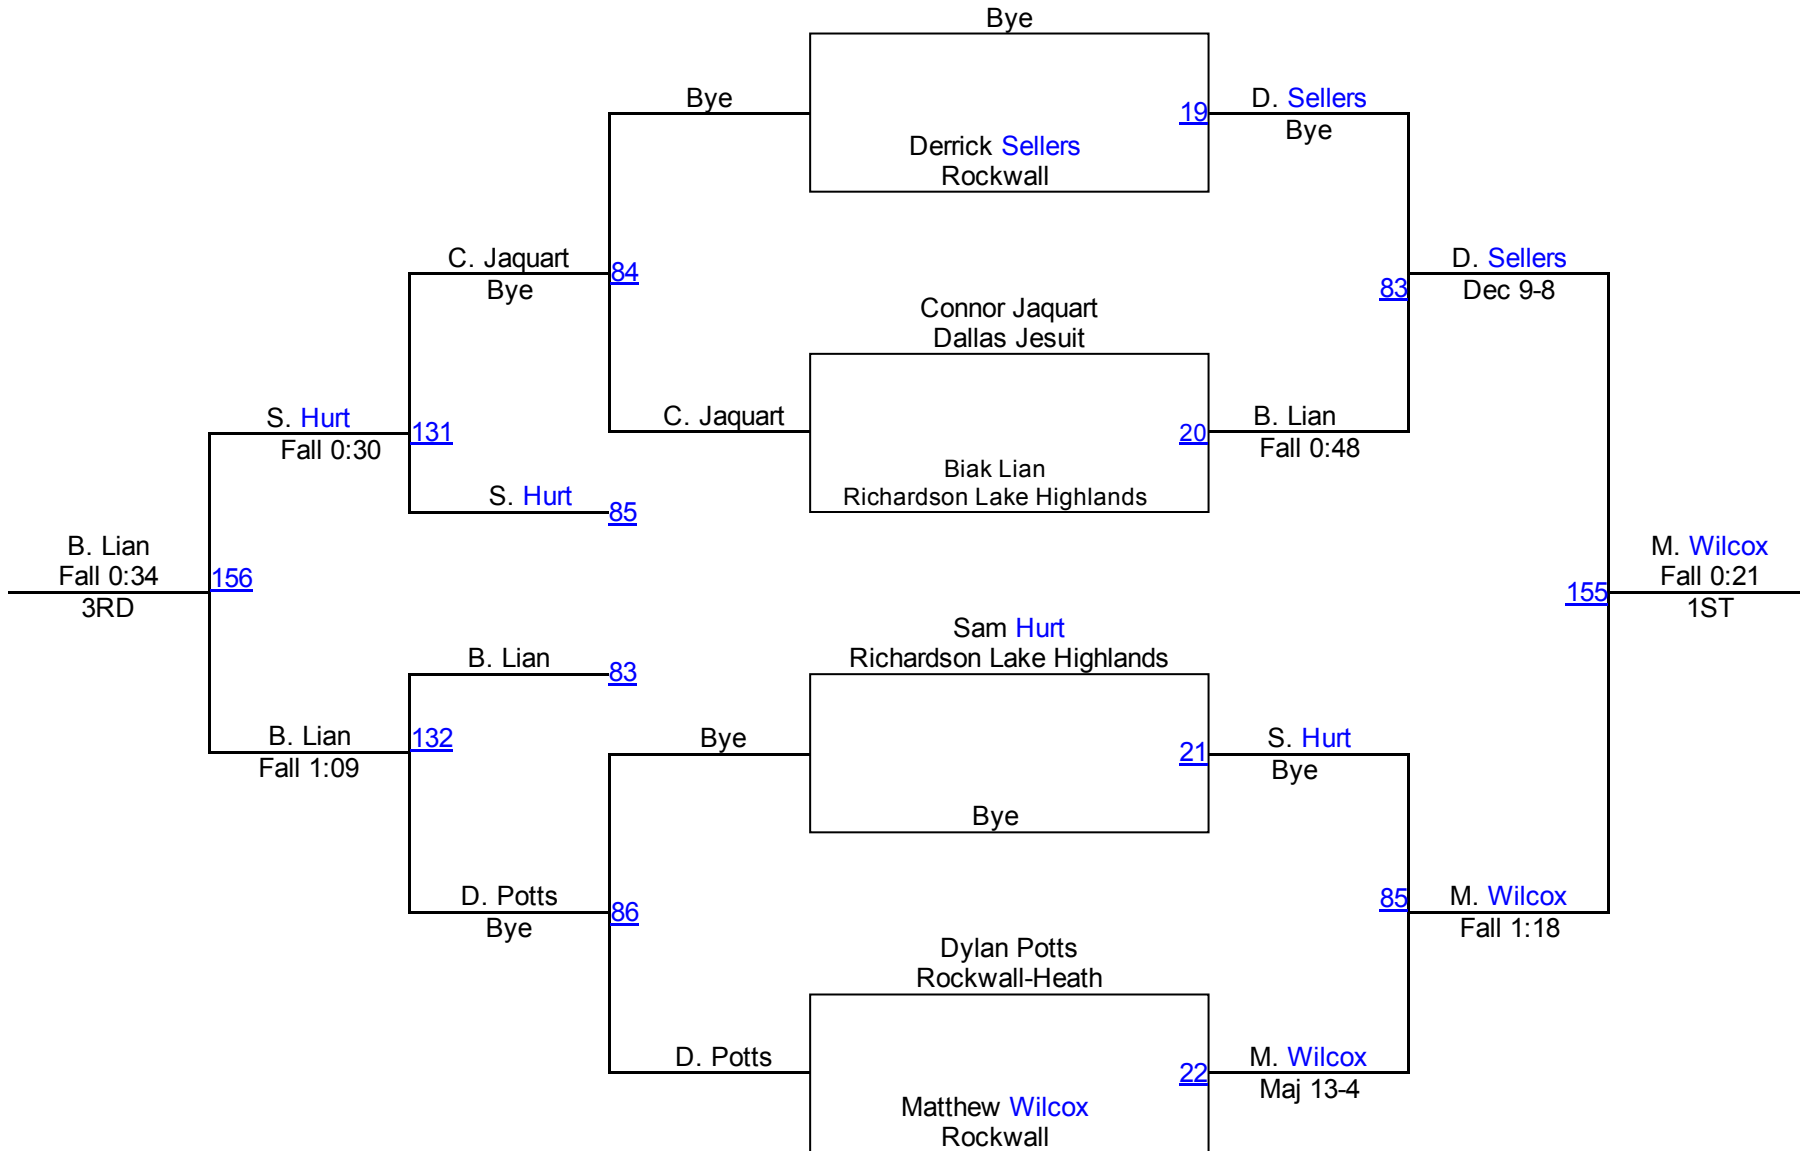 Bye
Bye
19
D. Sellers
Bye
Derrick Sellers
Rockwall
C. Jaquart
Bye
84
D. Sellers
Dec 9-8
83
Connor Jaquart
Dallas Jesuit
C. Jaquart
20
B. Lian
Fall 0:48
S. Hurt
Fall 0:30
131
Biak Lian
Richardson Lake Highlands
S. Hurt
85
B. Lian
Fall 0:34
3RD
156
M. Wilcox
Fall 0:21
1ST
155
Sam Hurt
Richardson Lake Highlands
B. Lian
83
B. Lian
Fall 1:09
132
Bye
21
S. Hurt
Bye
Bye
D. Potts
Bye
86
85
M. Wilcox
Fall 1:18
Dylan Potts
Rockwall-Heath
D. Potts
22
M. Wilcox
Maj 13-4
Matthew Wilcox
Rockwall